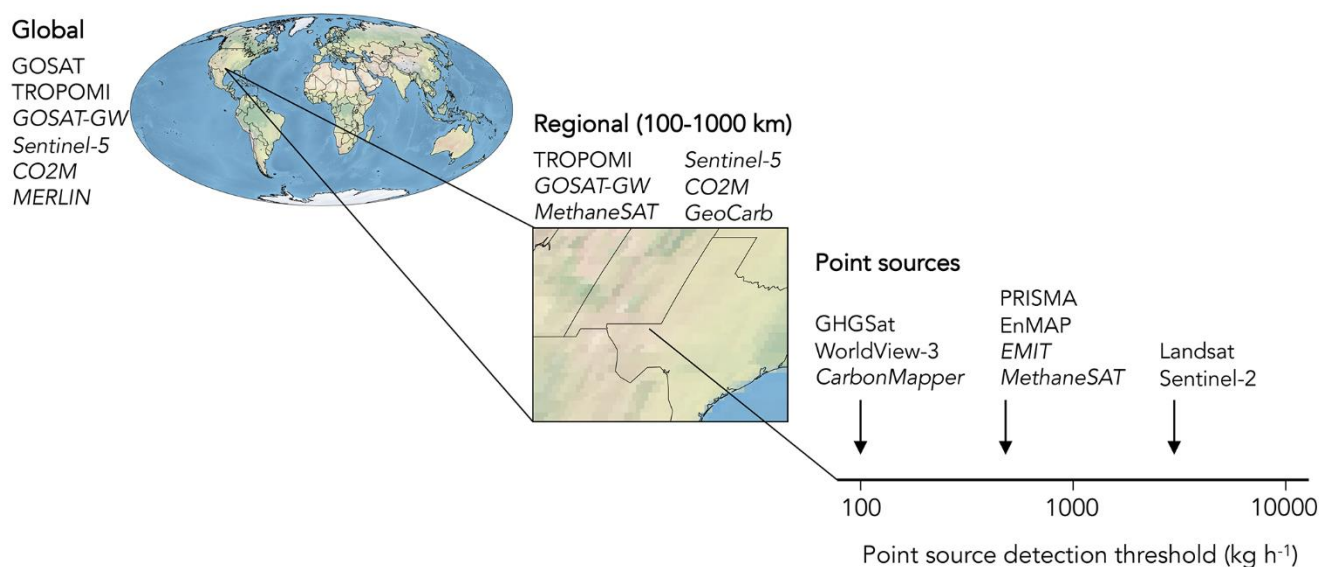 Global
GOSAT
TROPOMI
GOSAT-GW
Sentinel-5
CO2M
MERLIN
Regional (100-1000 km)
TROPOMI
GOSAT-GW
MethaneSAT
Sentinel-5
CO2M
GeoCarb
Point sources
GHGSat
WorldView-3
CarbonMapper
PRISMA
EnMAP
EMIT
MethaneSAT
Landsat
Sentinel-2
100
1000
10000
Point source detection threshold (kg h⁻¹)